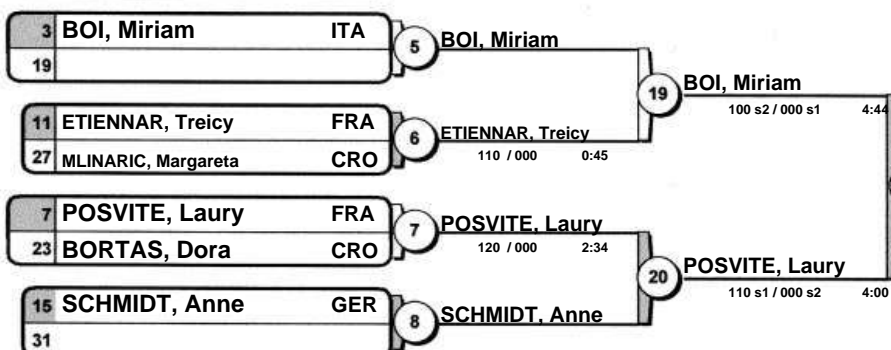 3 BOI, Miriam ITA
19
5 BOI, Miriam
11 ETIENNAR, Treicy FRA
27 MLINARIC, Margareta CRO
6 ETIENNAR, Treicy
110 / 000 0:45
19 BOI, Miriam
100 s2 / 000 s1 4:44
7 POSVITE, Laury FRA
23 BORTAS, Dora CRO
7 POSVITE, Laury
120 / 000 2:34
15 SCHMIDT, Anne GER
31
8 SCHMIDT, Anne
20 POSVITE, Laury
110 s1 / 000 s2 4:00